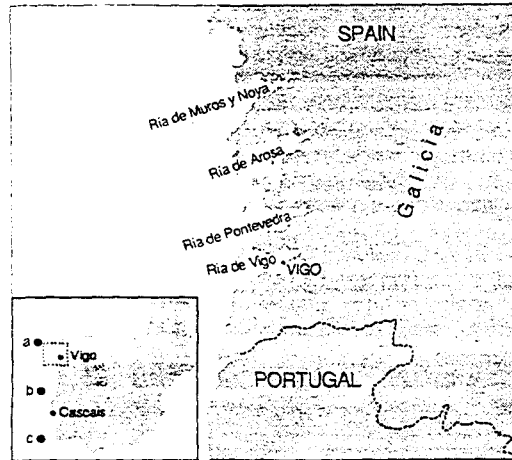 SPAIN
Ria de Muros y Noya
Ria de Arosa
Galicia
Ria de Pontevedra
Ria de Vigo
VIGO
a
Vigo
b
Cascais
c
PORTUGAL